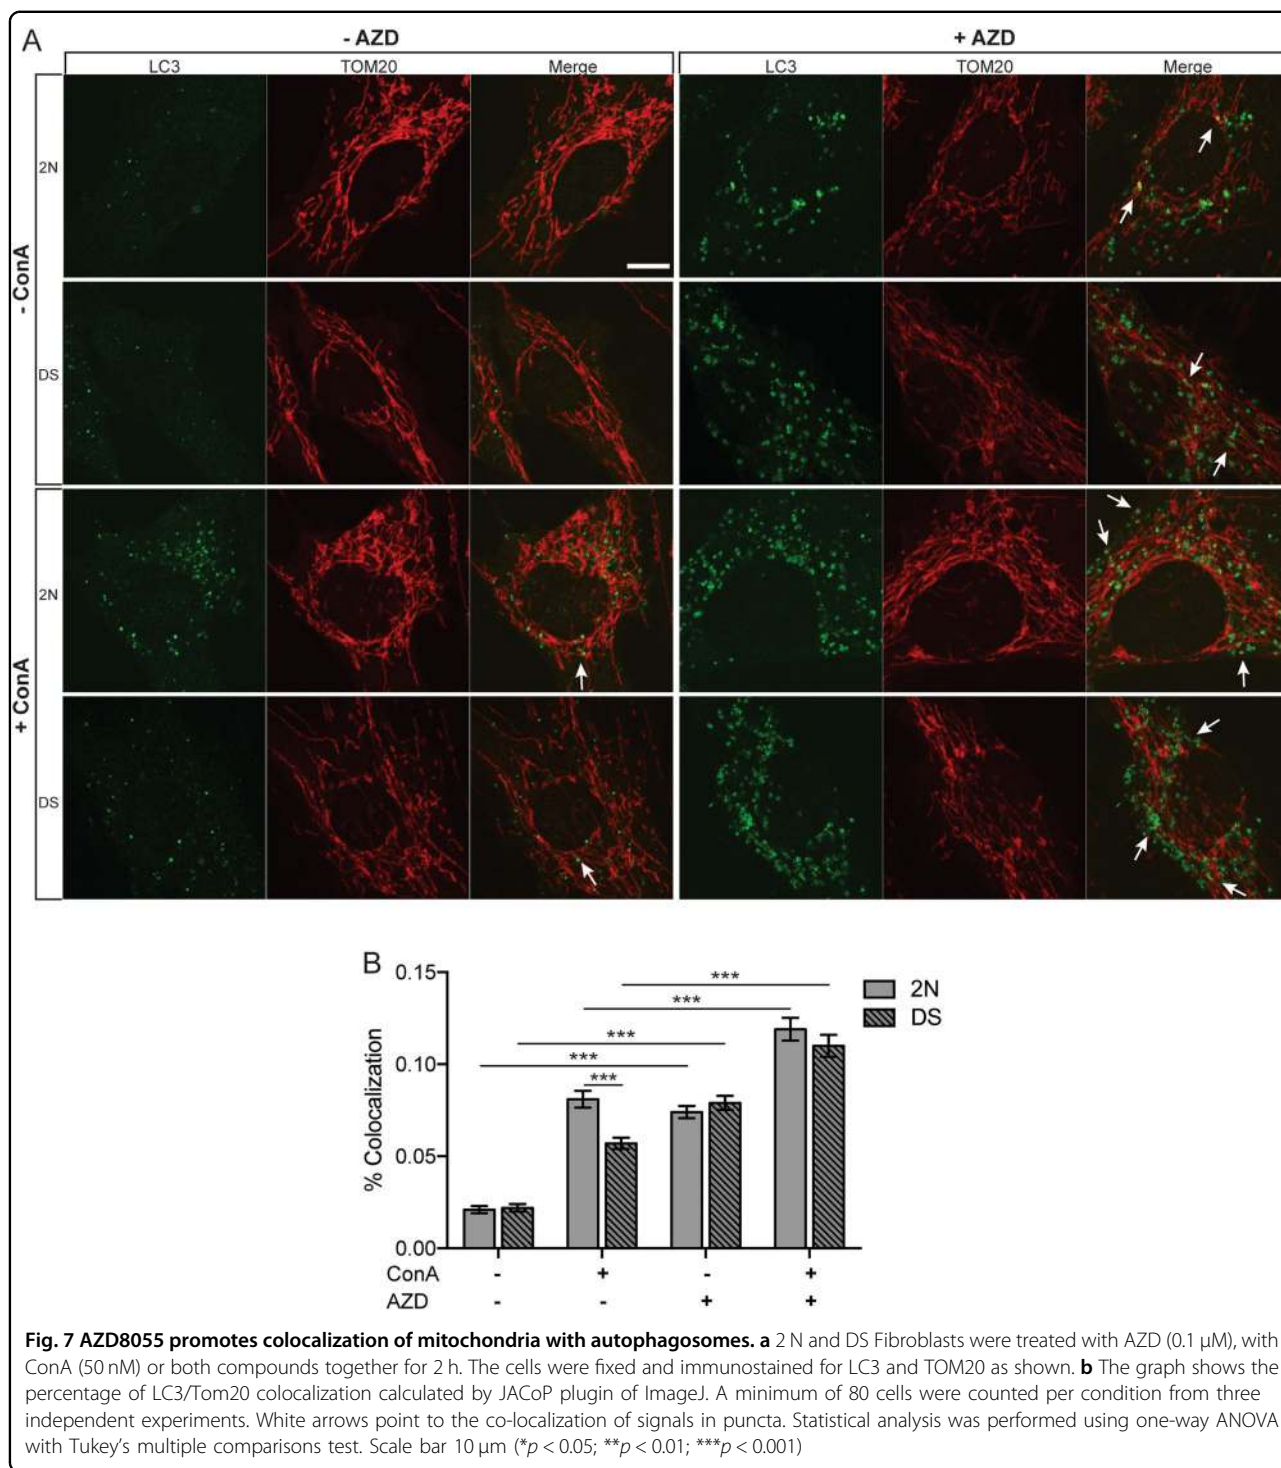 A
- AZD
+ AZD
LC3 TOM20 Merge LC3 TOM20 Merge
- ConA
2N
DS
+ ConA
2N
DS
B
% Colocalization
0.15
0.10
0.05
0.00
***
***
***
***
***
2N
DS
ConA - + - +
AZD - - + +
Fig. 7 AZD8055 promotes colocalization of mitochondria with autophagosomes. a 2 N and DS Fibroblasts were treated with AZD (0.1 µM), with
ConA (50 nM) or both compounds together for 2 h. The cells were fixed and immunostained for LC3 and TOM20 as shown. b The graph shows the
percentage of LC3/Tom20 colocalization calculated by JACoP plugin of ImageJ. A minimum of 80 cells were counted per condition from three
independent experiments. White arrows point to the co-localization of signals in puncta. Statistical analysis was performed using one-way ANOVA
with Tukey’s multiple comparisons test. Scale bar 10 µm (*p < 0.05; **p < 0.01; ***p < 0.001)